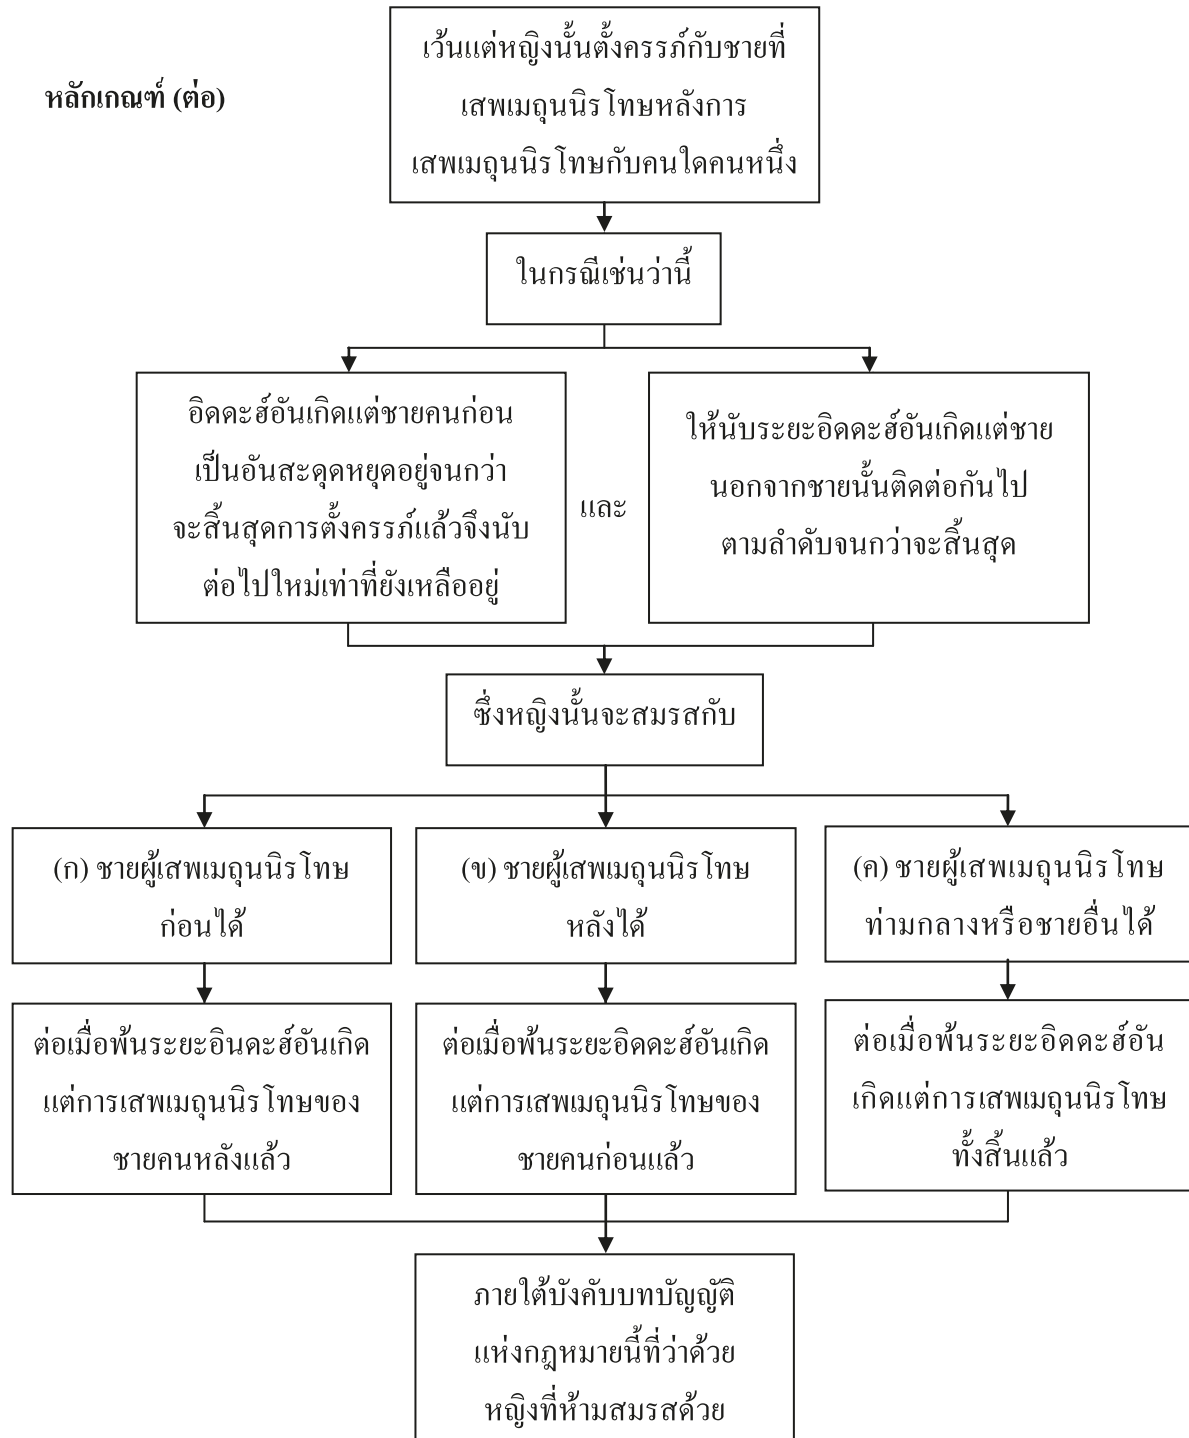 หลักเกณฑ์ (ต่อ)
เว้นแต่หญิงนั้นตั้งครรภ์กับชายที่
เสพเมถุนนิรโทษหลังการ
เสพเมถุนนิรโทษกับคนใดคนหนึ่ง
ในกรณีเช่นว่านี้
อิดดะฮ์อันเกิดแต่ชายคนก่อน
เป็นอันสะดุดหยุดอยู่จนกว่า
จะสิ้นสุดการตั้งครรภ์แล้วจึงนับ
ต่อไปใหม่เท่าที่ยังเหลืออยู่
และ
ให้นับระยะอิดดะฮ์อันเกิดแต่ชาย
นอกจากชายนั้นติดต่อกันไป
ตามลำดับจนกว่าจะสิ้นสุด
ซึ่งหญิงนั้นจะสมรสกับ
(ก) ชายผู้เสพเมถุนนิรโทษ
ก่อนได้
(ข) ชายผู้เสพเมถุนนิรโทษ
หลังได้
(ค) ชายผู้เสพเมถุนนิรโทษ
ท่ามกลางหรือชายอื่นได้
ต่อเมื่อพ้นระยะอินดะฮ์อันเกิด
แต่การเสพเมถุนนิรโทษของ
ชายคนหลังแล้ว
ต่อเมื่อพ้นระยะอิดดะฮ์อันเกิด
แต่การเสพเมถุนนิรโทษของ
ชายคนก่อนแล้ว
ต่อเมื่อพ้นระยะอิดดะฮ์อัน
เกิดแต่การเสพเมถุนนิรโทษ
ทั้งสิ้นแล้ว
ภายใต้บังคับบทบัญญัติ
แห่งกฎหมายนี้ที่ว่าด้วย
หญิงที่ห้ามสมรสด้วย